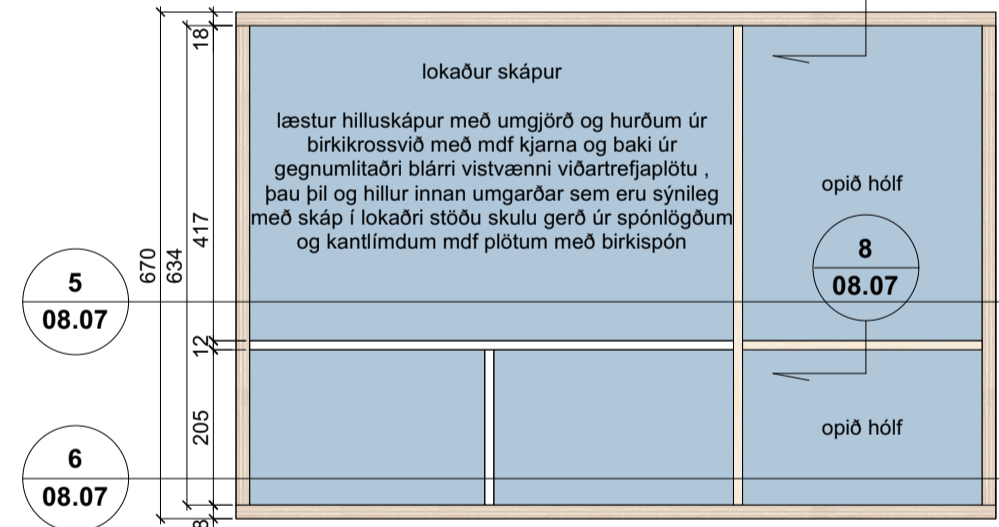 18
lokaður skápur
læstur hilluskápur með umgjörð og hurðum úr
birkikrossvið með mdf kjarna og baki úr
gegnumlitaðri blárri vistvænni viðartrefjaplötu ,
þau þil og hillur innan umgarðar sem eru sýnileg
með skáp í lokaðri stöðu skulu gerð úr spónlögðum
og kantlímdum mdf plötum með birkispón
opið hólf
417
670
634
8
08.07
5
08.07
12
205
opið hólf
6
08.07